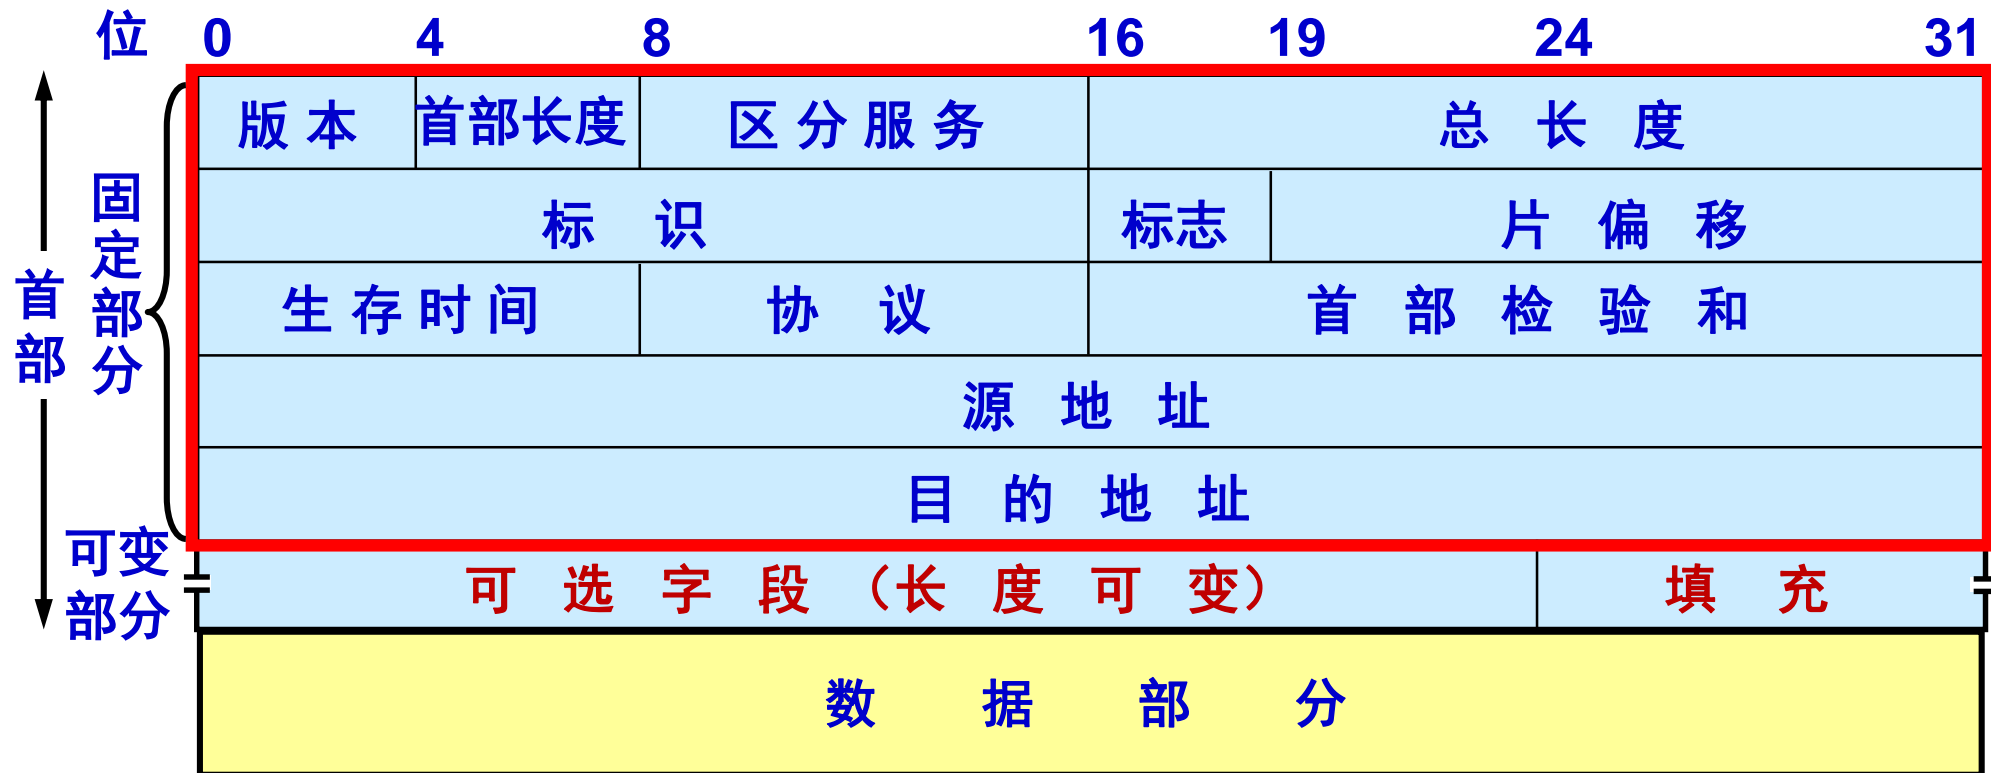 位 0 4 8 16 19 24 31
版本 首部长度 区分服务 总长度
标识 标志 片偏移
生存时间 协议 首部检验和
源地址
目的地址
可选字段（长度可变） 填充
数据部分
首部
固定部分
可变
部分